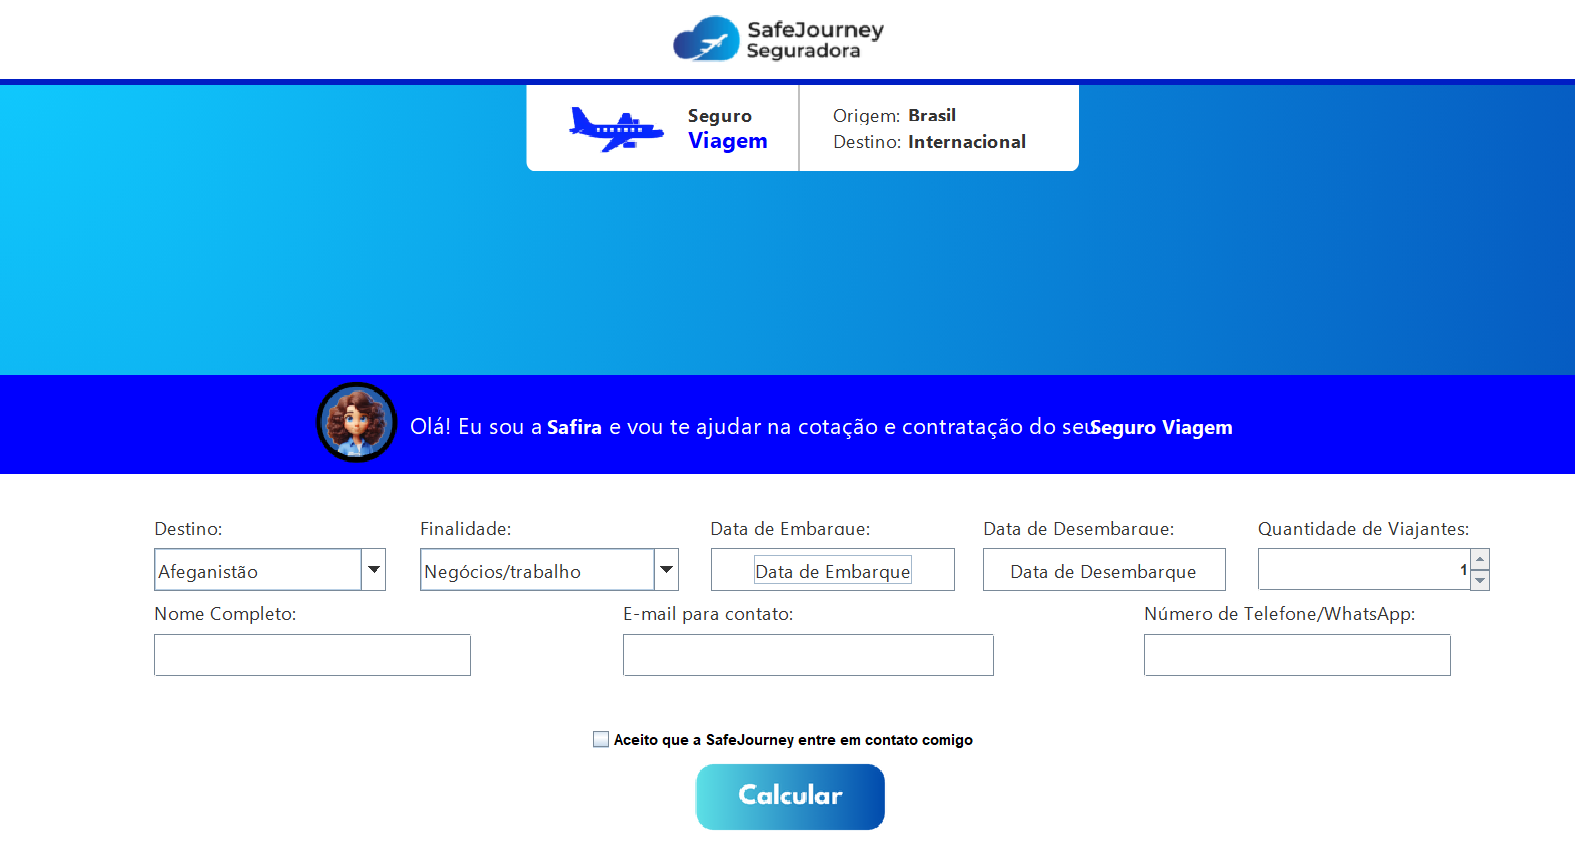 SafeJourney
Seguradora
Seguro
Viagem
Origem: Brasil
Destino: Internacional
Olá! Eu sou a Safira e vou te ajudar na cotação e contratação do seu Seguro Viagem
Destino:
Finalidade:
Data de Embarque:
Data de Desembarque:
Quantidade de Viajantes:
Afeganistão
Negócios/trabalho
Data de Embarque
Data de Desembarque
1
Nome Completo:
E-mail para contato:
Número de Telefone/WhatsApp:
Aceito que a SafeJourney entre em contato comigo
Calcular